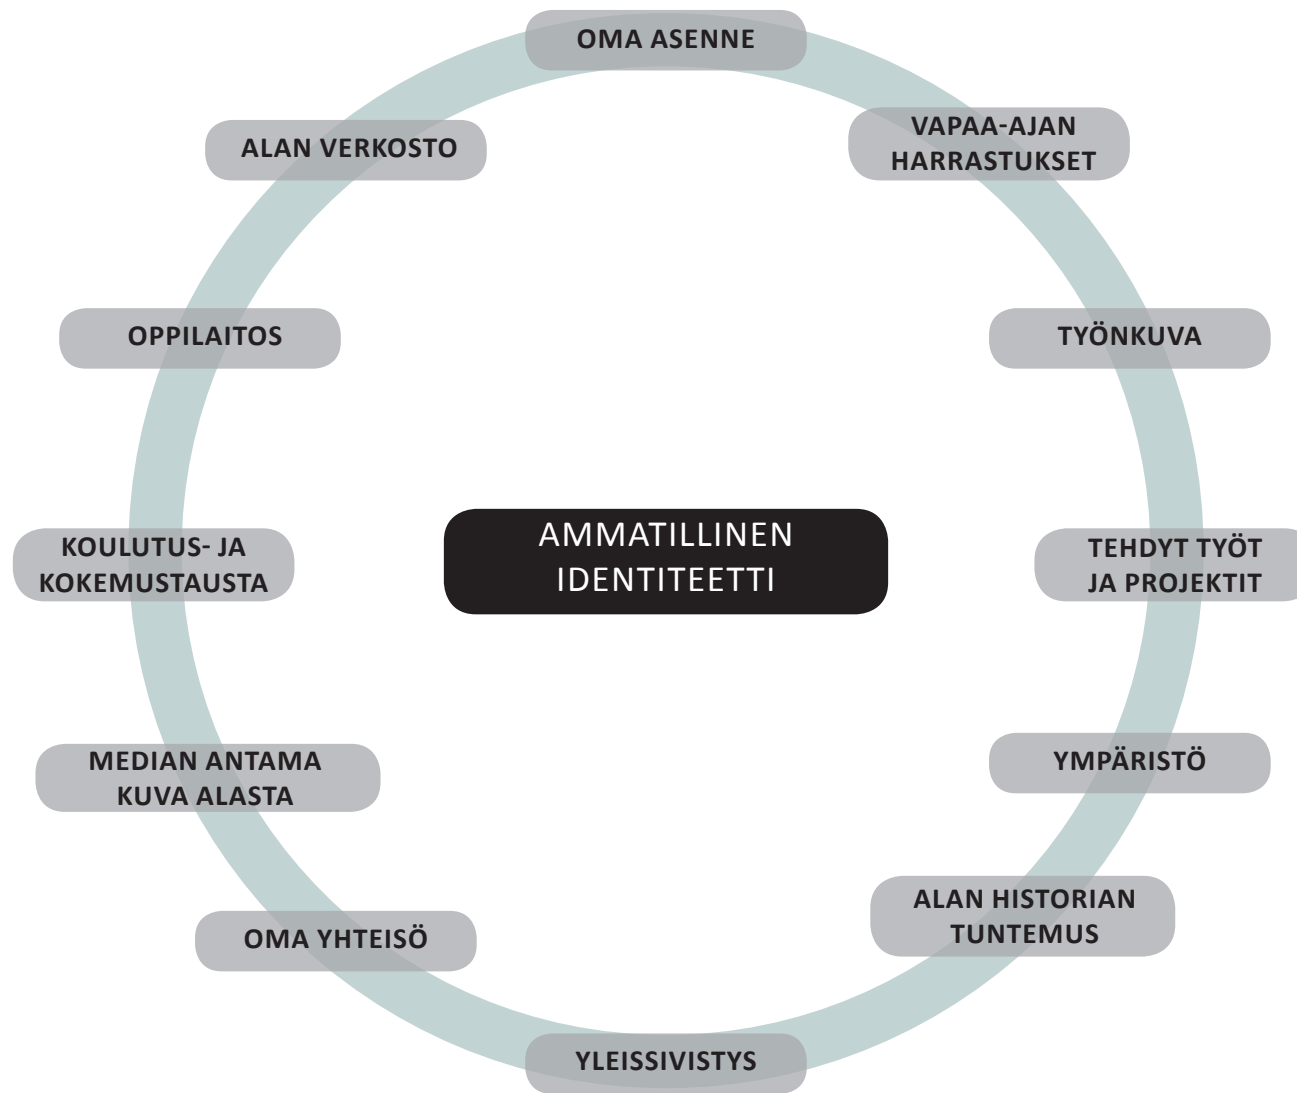 OMA ASENNE
VAPAA-AJAN
HARRASTUKSET
ALAN VERKOSTO
OPPILAITOS
TYÖNKUVA
AMMATILLINEN
IDENTITEETTI
KOULUTUS- JA
KOKEMUSTAUSTA
TEHDYT TYÖT
JA PROJEKTIT
MEDIAN ANTAMA
KUVA ALASTA
YMPÄRISTÖ
ALAN HISTORIAN
TUNTEMUS
OMA YHTEISÖ
YLEISSIVISTYS